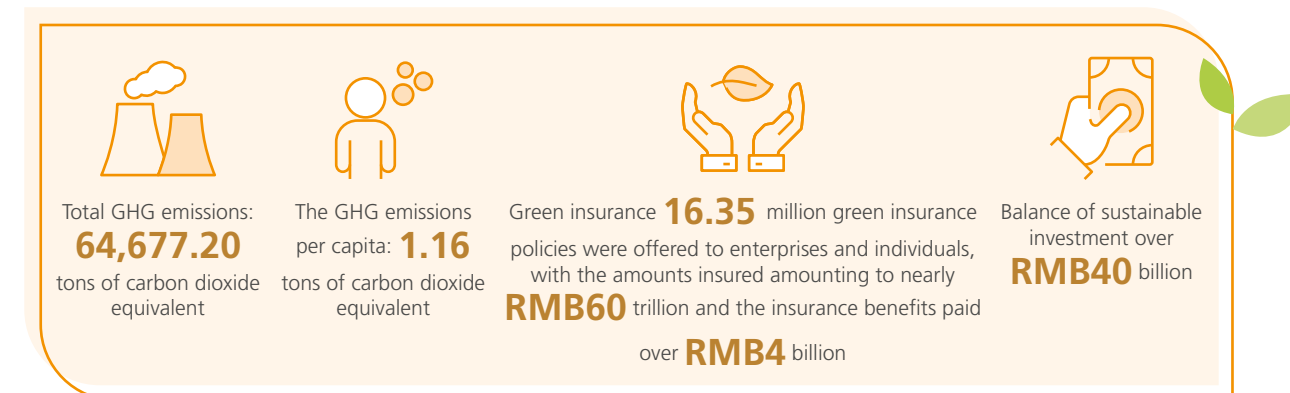 Total GHG emissions:
64,677.20
tons of carbon dioxide
equivalent
The GHG emissions
per capita: 1.16
tons of carbon dioxide
equivalent
Green insurance 16.35 million green insurance
policies were offered to enterprises and individuals,
with the amounts insured amounting to nearly
RMB60 trillion and the insurance benefits paid
over RMB4 billion
Balance of sustainable
investment over
RMB40 billion